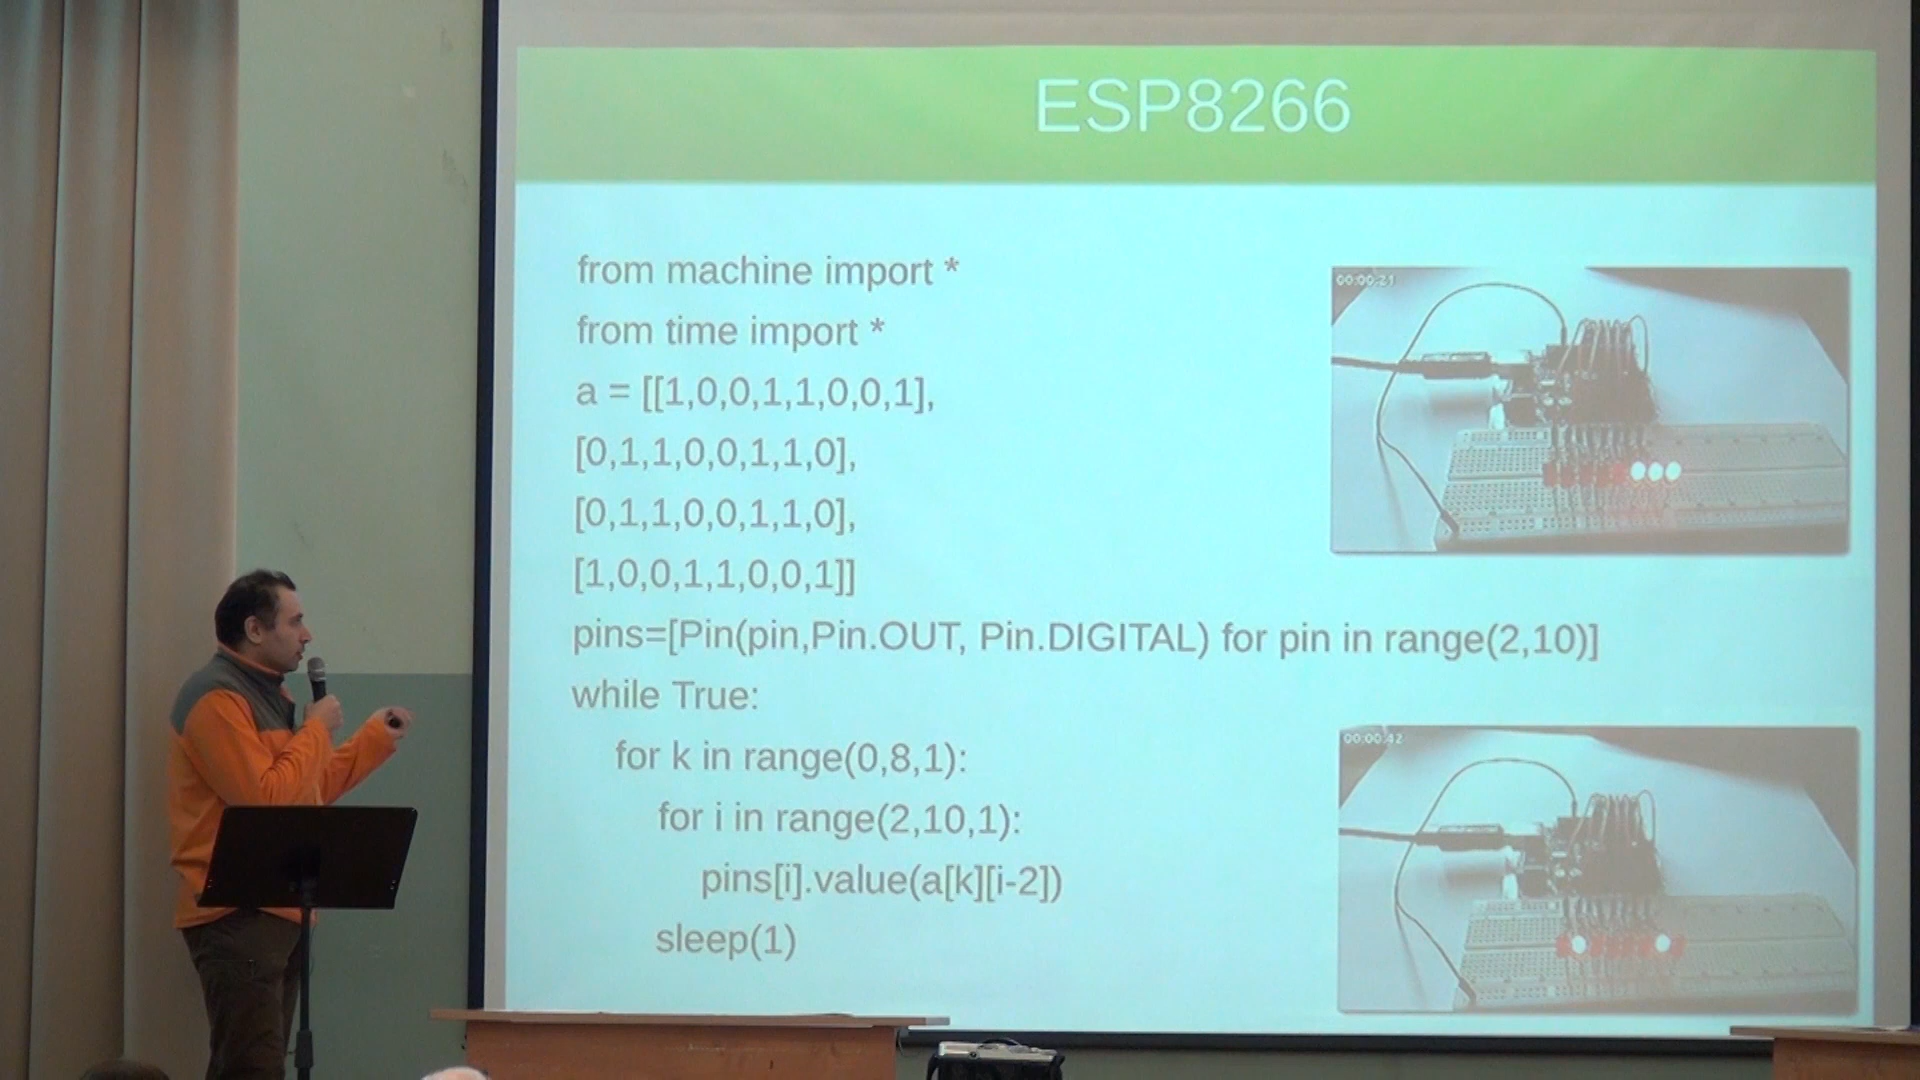 ESP8266
from machine import *
from time import *
a = [[1,0,0,1,1,0,0,1],
[0,1,1,0,0,1,1,0],
[0,1,1,0,0,1,1,0],
[1,0,0,1,1,0,0,1]]
pins=[Pin(pin,Pin.OUT, Pin.DIGITAL) for pin in range(2,10)]
while True:
for k in range(0,8,1):
for i in range(2,10,1):
pins[i].value(a[k][i-2])
sleep(1)
00:00:21
00:00:42